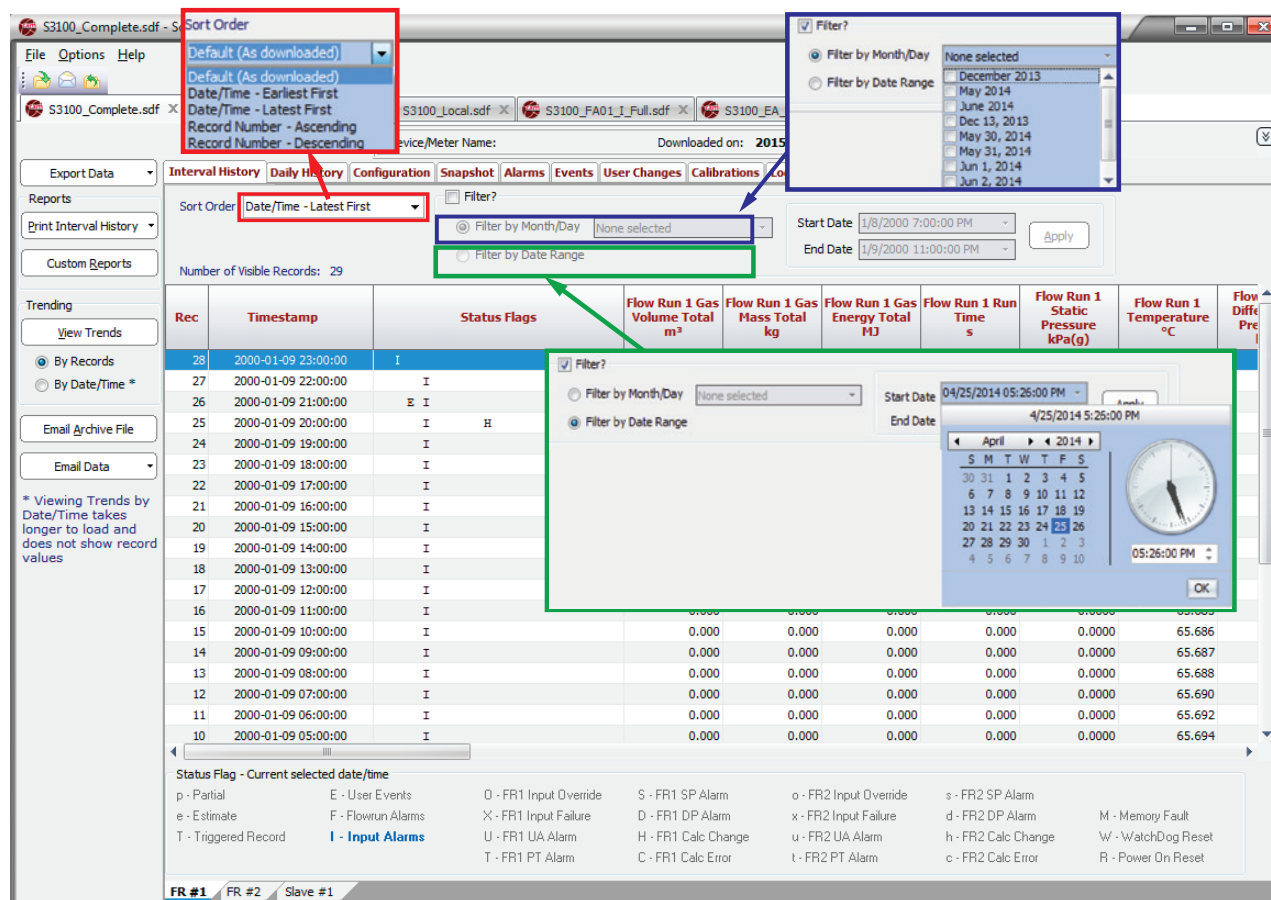 S3100_Complete.sdf - S
Sort Order
Default (As downloaded)
Default (As downloaded)
Date/Time - Earliest First
Date/Time - Latest First
Record Number - Ascending
Record Number - Descending
Filter?
Filter by Month/Day
None selected
Filter by Date Range
December 2013
May 2014
June 2014
Dec 13, 2013
May 30, 2014
May 31, 2014
Jun 1, 2014
Jun 2, 2014
File Options Help
S3100_Complete.sdf
S3100_Local.sdf
S3100_FA01_I_Full.sdf
S3100_EA_
evice/Meter Name:
Downloaded on: 2015
Export Data
Reports
Print Interval History
Custom Reports
Trending
View Trends
By Records
By Date/Time *
Email Archive File
Email Data
* Viewing Trends by
Date/Time takes
longer to load and
does not show record
values
Interval History Daily History Configuration Snapshot Alarms Events User Changes Calibrations Lo
Sort Order Date/Time - Latest First
Filter?
Filter by Month/Day None selected
Filter by Date Range
Start Date 1/8/2000 7:00:00 PM
End Date 1/9/2000 11:00:00 PM
Apply
Number of Visible Records: 29
Rec Timestamp Status Flags Flow Run 1 Gas Volume Total m³ Flow Run 1 Gas Mass Total kg Flow Run 1 Gas Energy Total MJ Flow Run 1 Run Time s Flow Run 1 Static Pressure kPa(g) Flow Run 1 Temperature °C Flow Diffe Pre
28 2000-01-09 23:00:00 I
27 2000-01-09 22:00:00 I
26 2000-01-09 21:00:00 E I
25 2000-01-09 20:00:00 I H
24 2000-01-09 19:00:00 I
23 2000-01-09 18:00:00 I
22 2000-01-09 17:00:00 I
21 2000-01-09 16:00:00 I
20 2000-01-09 15:00:00 I
19 2000-01-09 14:00:00 I
18 2000-01-09 13:00:00 I
17 2000-01-09 12:00:00 I
16 2000-01-09 11:00:00 I
15 2000-01-09 10:00:00 I 0.000 0.000 0.000 0.000 0.0000 65.686
14 2000-01-09 09:00:00 I 0.000 0.000 0.000 0.000 0.0000 65.687
13 2000-01-09 08:00:00 I 0.000 0.000 0.000 0.000 0.0000 65.688
12 2000-01-09 07:00:00 I 0.000 0.000 0.000 0.000 0.0000 65.690
11 2000-01-09 06:00:00 I 0.000 0.000 0.000 0.000 0.0000 65.692
10 2000-01-09 05:00:00 I 0.000 0.000 0.000 0.000 0.0000 65.694
Filter?
Filter by Month/Day None selected
Filter by Date Range
Start Date 04/25/2014 05:26:00 PM
End Date
4/25/2014 5:26:00 PM
April 2014
S M T W T F S
30 31 1 2 3 4 5
6 7 8 9 10 11 12
13 14 15 16 17 18 19
20 21 22 23 24 25 26
27 28 29 30 1 2 3
4 5 6 7 8 9 10
05:26:00 PM
OK
Status Flag - Current selected date/time
p - Partial E - User Events O - FR1 Input Override S - FR1 SP Alarm o - FR2 Input Override s - FR2 SP Alarm
e - Estimate F - Flowrun Alarms X - FR1 Input Failure D - FR1 DP Alarm x - FR2 Input Failure d - FR2 DP Alarm M - Memory Fault
T - Triggered Record I - Input Alarms U - FR1 UA Alarm H - FR1 Calc Change u - FR2 UA Alarm h - FR2 Calc Change W - WatchDog Reset
T - FR1 PT Alarm C - FR1 Calc Error t - FR2 PT Alarm c - FR2 Calc Error R - Power On Reset
FR #1 FR #2 Slave #1